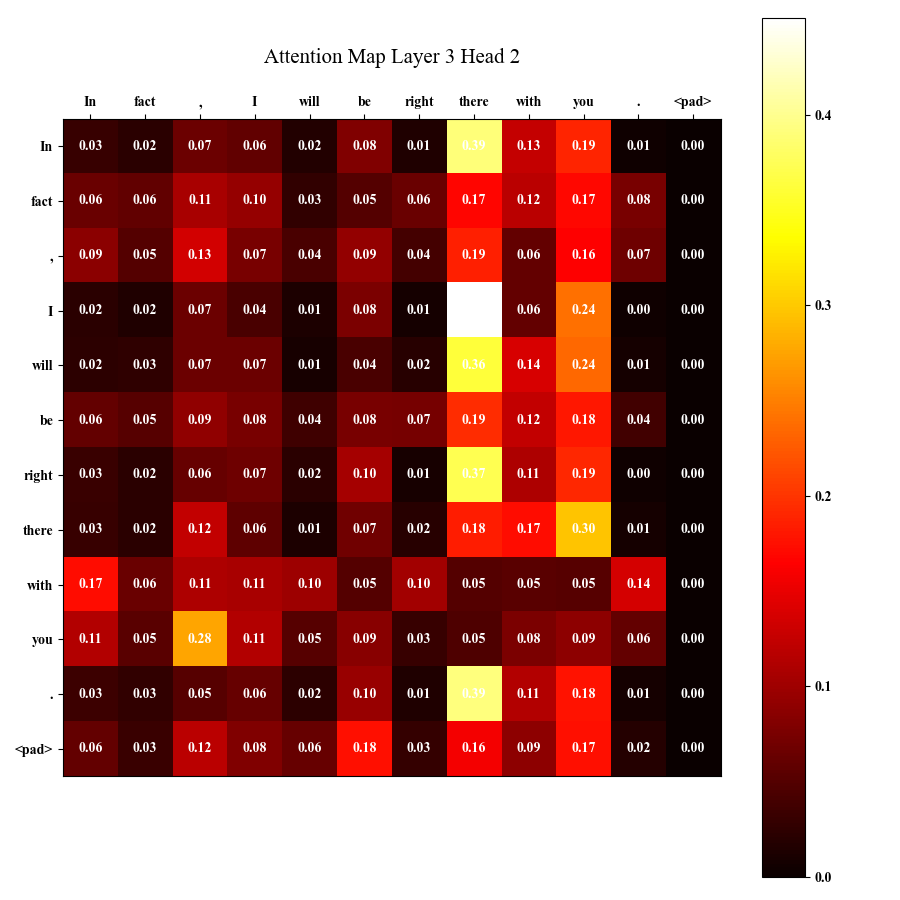 Attention Map Layer 3 Head 2
In fact , I will be right there with you . <pad>
In 0.03 0.02 0.07 0.06 0.02 0.08 0.01 0.39 0.13 0.19 0.01 0.00
fact 0.06 0.06 0.11 0.10 0.03 0.05 0.06 0.17 0.12 0.17 0.08 0.00
, 0.09 0.05 0.13 0.07 0.04 0.09 0.04 0.19 0.06 0.16 0.07 0.00
I 0.02 0.02 0.07 0.04 0.01 0.08 0.01 0.06 0.24 0.00 0.00
will 0.02 0.03 0.07 0.07 0.01 0.04 0.02 0.36 0.14 0.24 0.01 0.00
be 0.06 0.05 0.09 0.08 0.04 0.08 0.07 0.19 0.12 0.18 0.04 0.00
right 0.03 0.02 0.06 0.07 0.02 0.10 0.01 0.37 0.11 0.19 0.00 0.00
there 0.03 0.02 0.12 0.06 0.01 0.07 0.02 0.18 0.17 0.30 0.01 0.00
with 0.17 0.06 0.11 0.11 0.10 0.05 0.10 0.05 0.05 0.05 0.14 0.00
you 0.11 0.05 0.28 0.11 0.05 0.09 0.03 0.05 0.08 0.09 0.06 0.00
. 0.03 0.03 0.05 0.06 0.02 0.10 0.01 0.39 0.11 0.18 0.01 0.00
<pad> 0.06 0.03 0.12 0.08 0.06 0.18 0.03 0.16 0.09 0.17 0.02 0.00
0.4
0.3
0.2
0.1
0.0